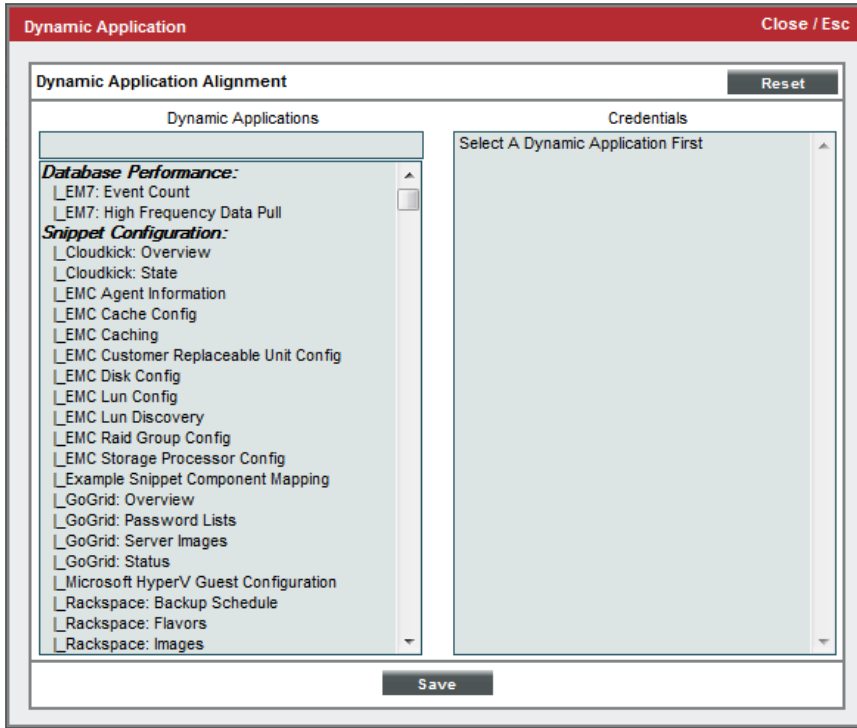 Dynamic Application
Close / Esc
Dynamic Application Alignment
Reset
Dynamic Applications
Credentials
Select A Dynamic Application First
Database Performance:
|_EM7: Event Count
|_EM7: High Frequency Data Pull
Snippet Configuration:
|_Cloudkick: Overview
|_Cloudkick: State
|_EMC Agent Information
|_EMC Cache Config
|_EMC Caching
|_EMC Customer Replaceable Unit Config
|_EMC Disk Config
|_EMC Lun Config
|_EMC Lun Discovery
|_EMC Raid Group Config
|_EMC Storage Processor Config
|_Example Snippet Component Mapping
|_GoGrid: Overview
|_GoGrid: Password Lists
|_GoGrid: Server Images
|_GoGrid: Status
|_Microsoft HyperV Guest Configuration
|_Rackspace: Backup Schedule
|_Rackspace: Flavors
|_Rackspace: Images
Save